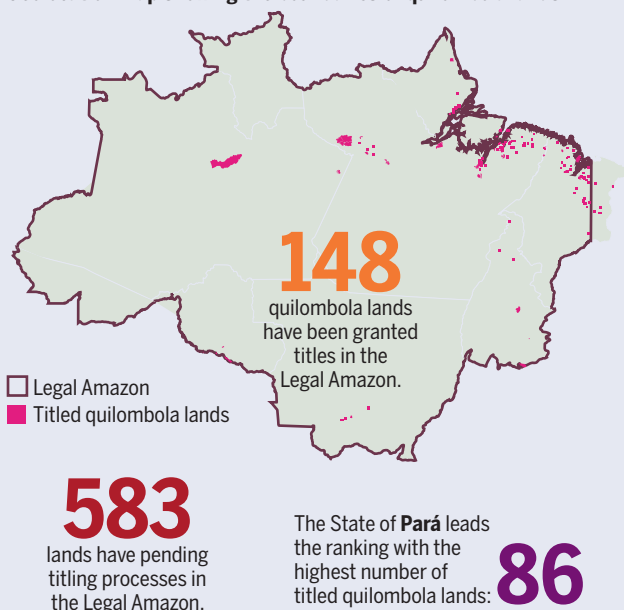 148
quilombola lands
have been granted
titles in the
Legal Amazon.
Legal Amazon
Titled quilombola lands
583
lands have pending
titling processes in
the Legal Amazon.
The State of Pará leads
the ranking with the
highest number of
titled quilombola lands:
86